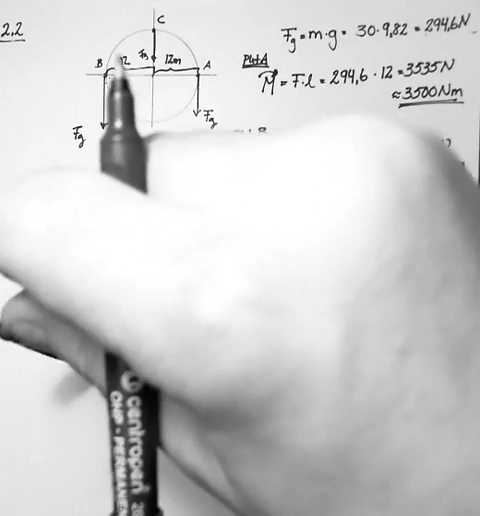 2.2
C
Fg = m·g = 30·9,82 = 294,6N
B 12 Fg 12m A
Pkt A
M = F·l = 294,6 · 12 = 3535N
≈ 3500Nm
Fg Fg
centropen
OHP-PERMANEN